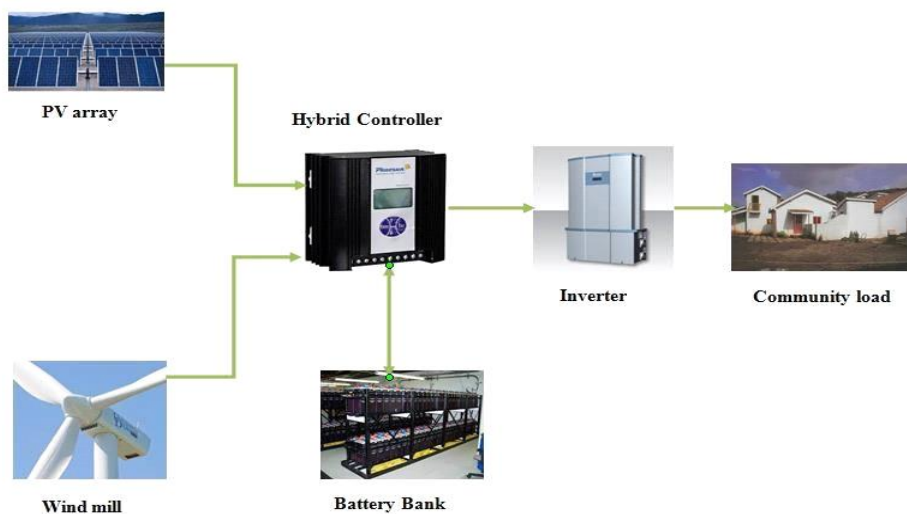 PV array
Hybrid Controller
Inverter
Community load
Wind mill
Battery Bank